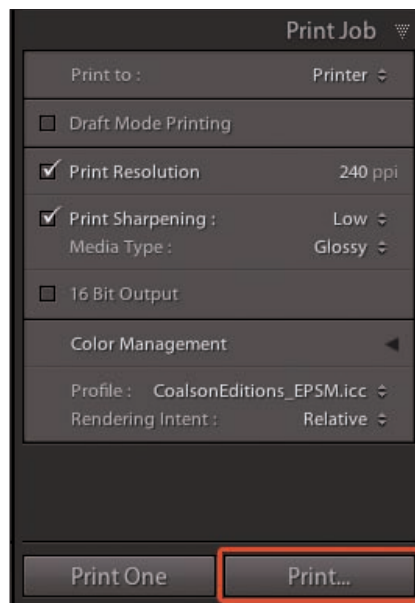 Print Job
Print to : Printer
Draft Mode Printing
Print Resolution 240 ppi
Print Sharpening : Low
Media Type : Glossy
16 Bit Output
Color Management
Profile : CoalsonEditions_EPSM.icc
Rendering Intent : Relative
Print One Print...